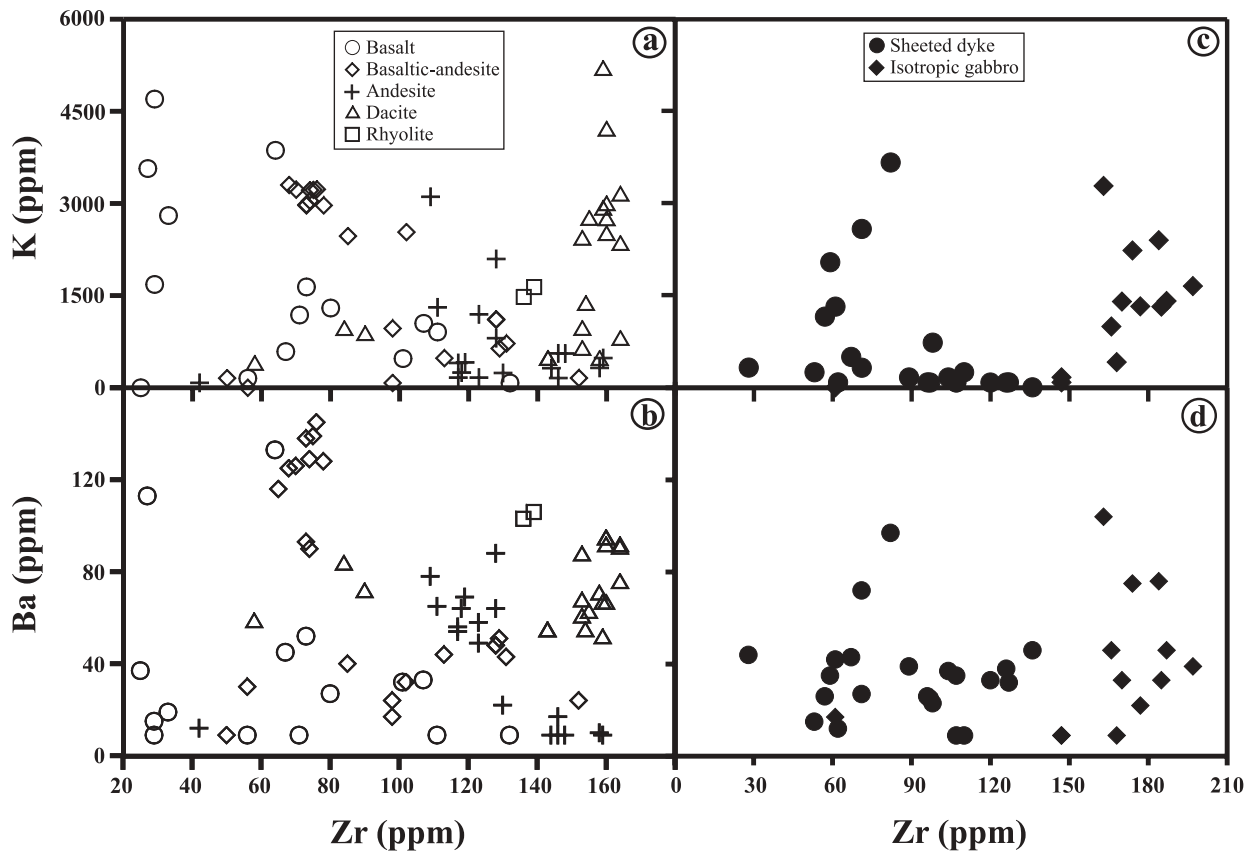 6000
4500
3000
1500
0
K (ppm)
a
Basalt
Basaltic-andesite
Andesite
Dacite
Rhyolite
c
Sheeted dyke
Isotropic gabbro
120
80
40
0
Ba (ppm)
b
d
20 40 60 80 100 120 140 160
0 30 60 90 120 150 180 210
Zr (ppm)
Zr (ppm)